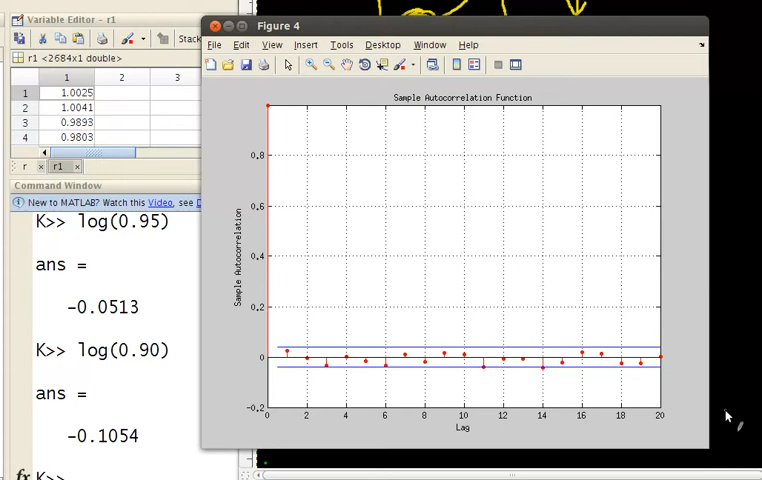 Variable Editor - r1
Stack
r1 <2684x1 double>
1 2 3
1 1.0025
2 1.0041
3 0.9893
4 0.9803
r r1
Command Window
New to MATLAB? Watch this Video, see
K>> log(0.95)
ans =
-0.0513
K>> log(0.90)
ans =
-0.1054
fx K>>
Figure 4
File Edit View Insert Tools Desktop Window Help
Sample Autocorrelation Function
Sample Autocorrelation
0.8
0.6
0.4
0.2
0
-0.2
0 2 4 6 8 10 12 14 16 18 20
Lag